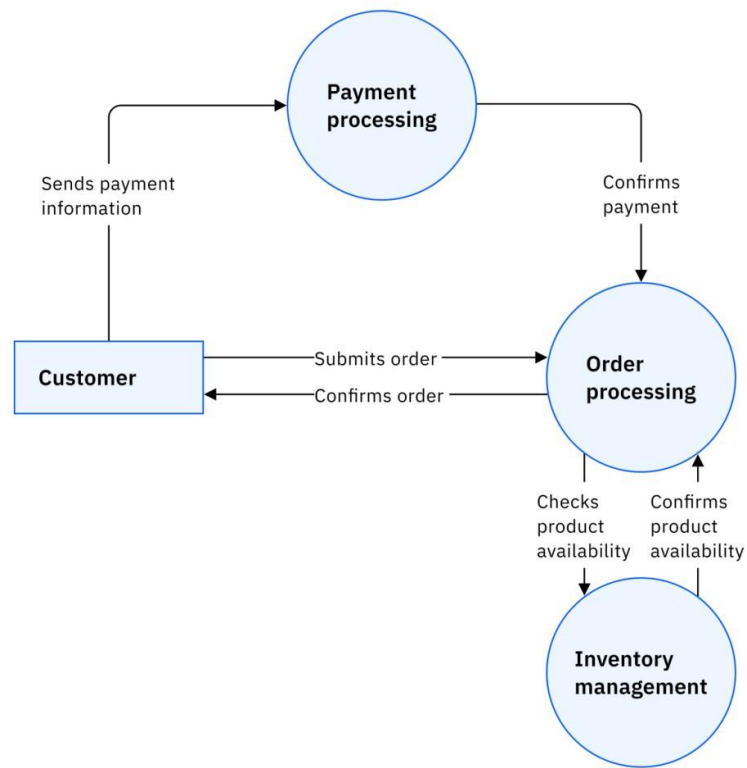 Payment
processing
Sends payment
information
Confirms
payment
Customer
Submits order
Confirms order
Order
processing
Checks
product
availability
Confirms
product
availability
Inventory
management